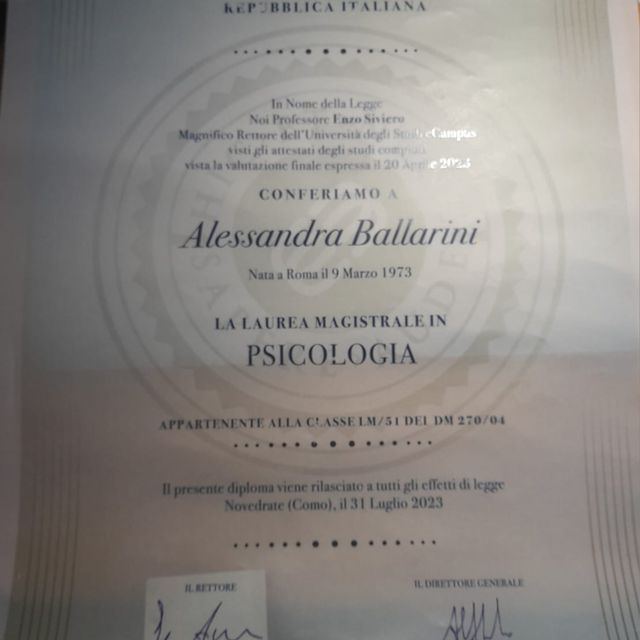 REPUBBLICA ITALIANA
In Nome della Legge
Noi Professore Enzo Siviero
Magnifico Rettore dell'Università degli Studi eCampus
visti gli attestati degli studi compiuti
vista la valutazione finale espressa il 20 Aprile 2023
CONFERIAMO A
Alessandra Ballarini
Nata a Roma il 9 Marzo 1973
LA LAUREA MAGISTRALE IN
PSICOLOGIA
APPARTENENTE ALLA CLASSE LM/51 DEL DM 270/04
Il presente diploma viene rilasciato a tutti gli effetti di legge
Novedrate (Como), il 31 Luglio 2023
IL RETTORE
IL DIRETTORE GENERALE